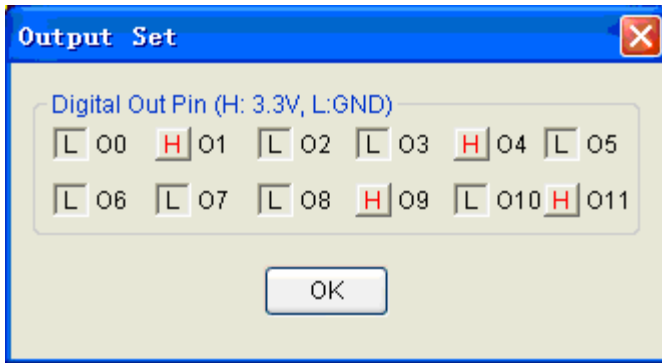 Output Set
Digital Out Pin (H: 3.3V, L:GND)
L O0 H O1 L O2 L O3 H O4 L O5
L O6 L O7 L O8 H O9 L O10 H O11
OK